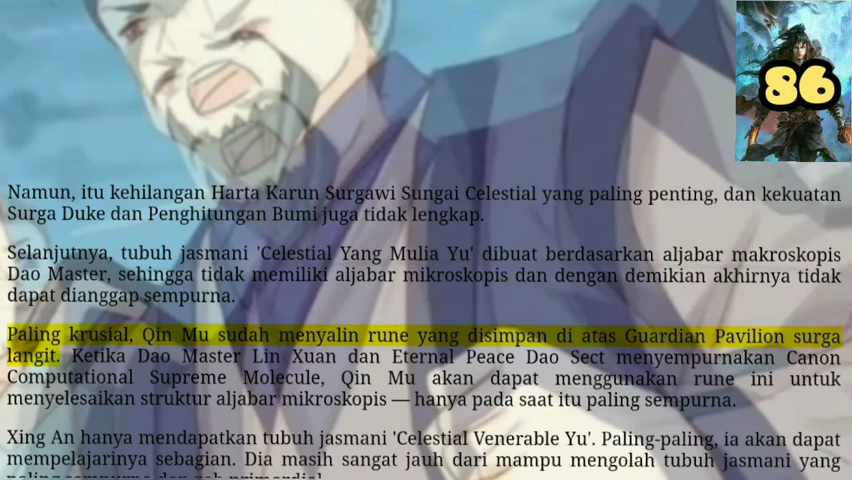 86
Namun, itu kehilangan Harta Karun Surgawi Sungai Celestial yang paling penting, dan kekuatan
Surga Duke dan Penghitungan Bumi juga tidak lengkap.
Selanjutnya, tubuh jasmani 'Celestial Yang Mulia Yu' dibuat berdasarkan aljabar makroskopis
Dao Master, sehingga tidak memiliki aljabar mikroskopis dan dengan demikian akhirnya tidak
dapat dianggap sempurna.
Paling krusial, Qin Mu sudah menyalin rune yang disimpan di atas Guardian Pavilion surga
langit. Ketika Dao Master Lin Xuan dan Eternal Peace Dao Sect menyempurnakan Canon
Computational Supreme Molecule, Qin Mu akan dapat menggunakan rune ini untuk
menyelesaikan struktur aljabar mikroskopis — hanya pada saat itu paling sempurna.
Xing An hanya mendapatkan tubuh jasmani 'Celestial Venerable Yu'. Paling-paling, ia akan dapat
mempelajarinya sebagian. Dia masih sangat jauh dari mampu mengolah tubuh jasmani yang